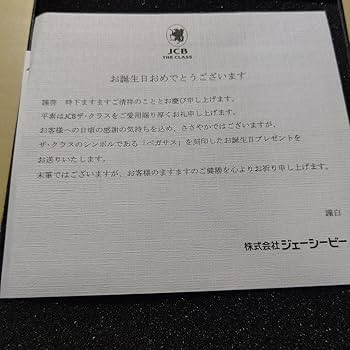 JCB
THE CLASS
お誕生日おめでとうございます
謹啓　時下ますますご清祥のこととお慶び申し上げます。
平素はJCBザ・クラスをご愛用賜り厚くお礼申し上げます。
お客様への日頃の感謝の気持ちを込め、ささやかではございますが、
ザ・クラスのシンボルである「ペガサス」を刻印したお誕生日プレゼントを
お送りいたします。
末筆ではございますが、お客様のますますのご健勝を心よりお祈り申し上げます。
謹白
株式会社ジェーシービー